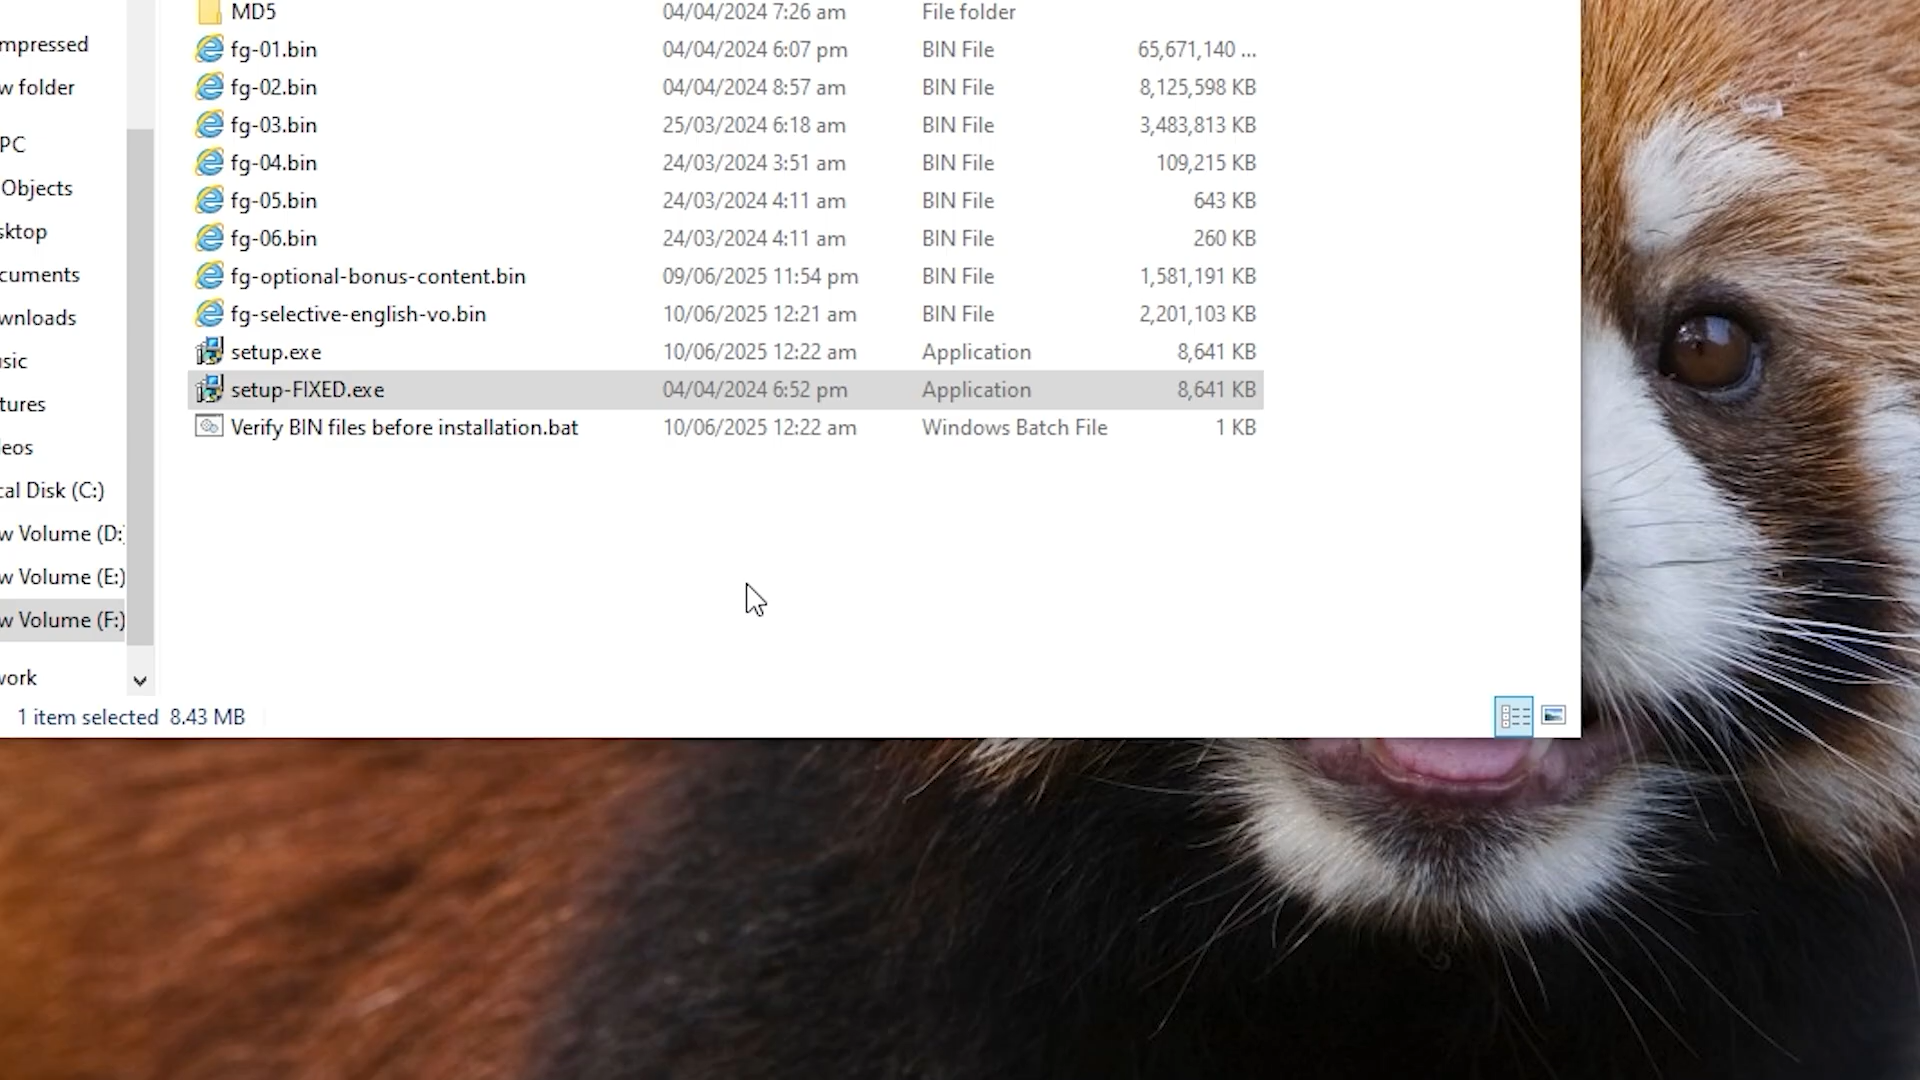 MD5 04/04/2024 7:26 am File folder
mpressed
fg-01.bin 04/04/2024 6:07 pm BIN File 65,671,140 ...
w folder
fg-02.bin 04/04/2024 8:57 am BIN File 8,125,598 KB
fg-03.bin 25/03/2024 6:18 am BIN File 3,483,813 KB
PC
fg-04.bin 24/03/2024 3:51 am BIN File 109,215 KB
Objects
fg-05.bin 24/03/2024 4:11 am BIN File 643 KB
sktop
fg-06.bin 24/03/2024 4:11 am BIN File 260 KB
cuments
fg-optional-bonus-content.bin 09/06/2025 11:54 pm BIN File 1,581,191 KB
wnloads
fg-selective-english-vo.bin 10/06/2025 12:21 am BIN File 2,201,103 KB
sic
setup.exe 10/06/2025 12:22 am Application 8,641 KB
tures
setup-FIXED.exe 04/04/2024 6:52 pm Application 8,641 KB
eos
Verify BIN files before installation.bat 10/06/2025 12:22 am Windows Batch File 1 KB
cal Disk (C:)
w Volume (D:
w Volume (E:)
w Volume (F:)
work
1 item selected 8.43 MB